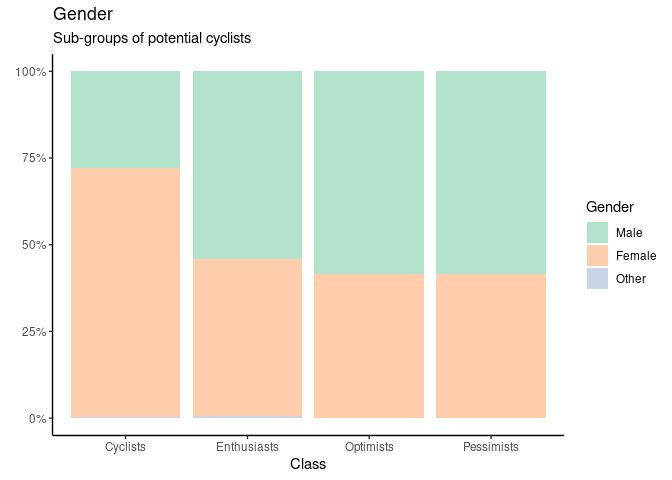 Gender
Sub-groups of potential cyclists
100%
75%
50%
25%
0%
Cyclists
Enthusiasts
Optimists
Pessimists
Class
Gender
Male
Female
Other